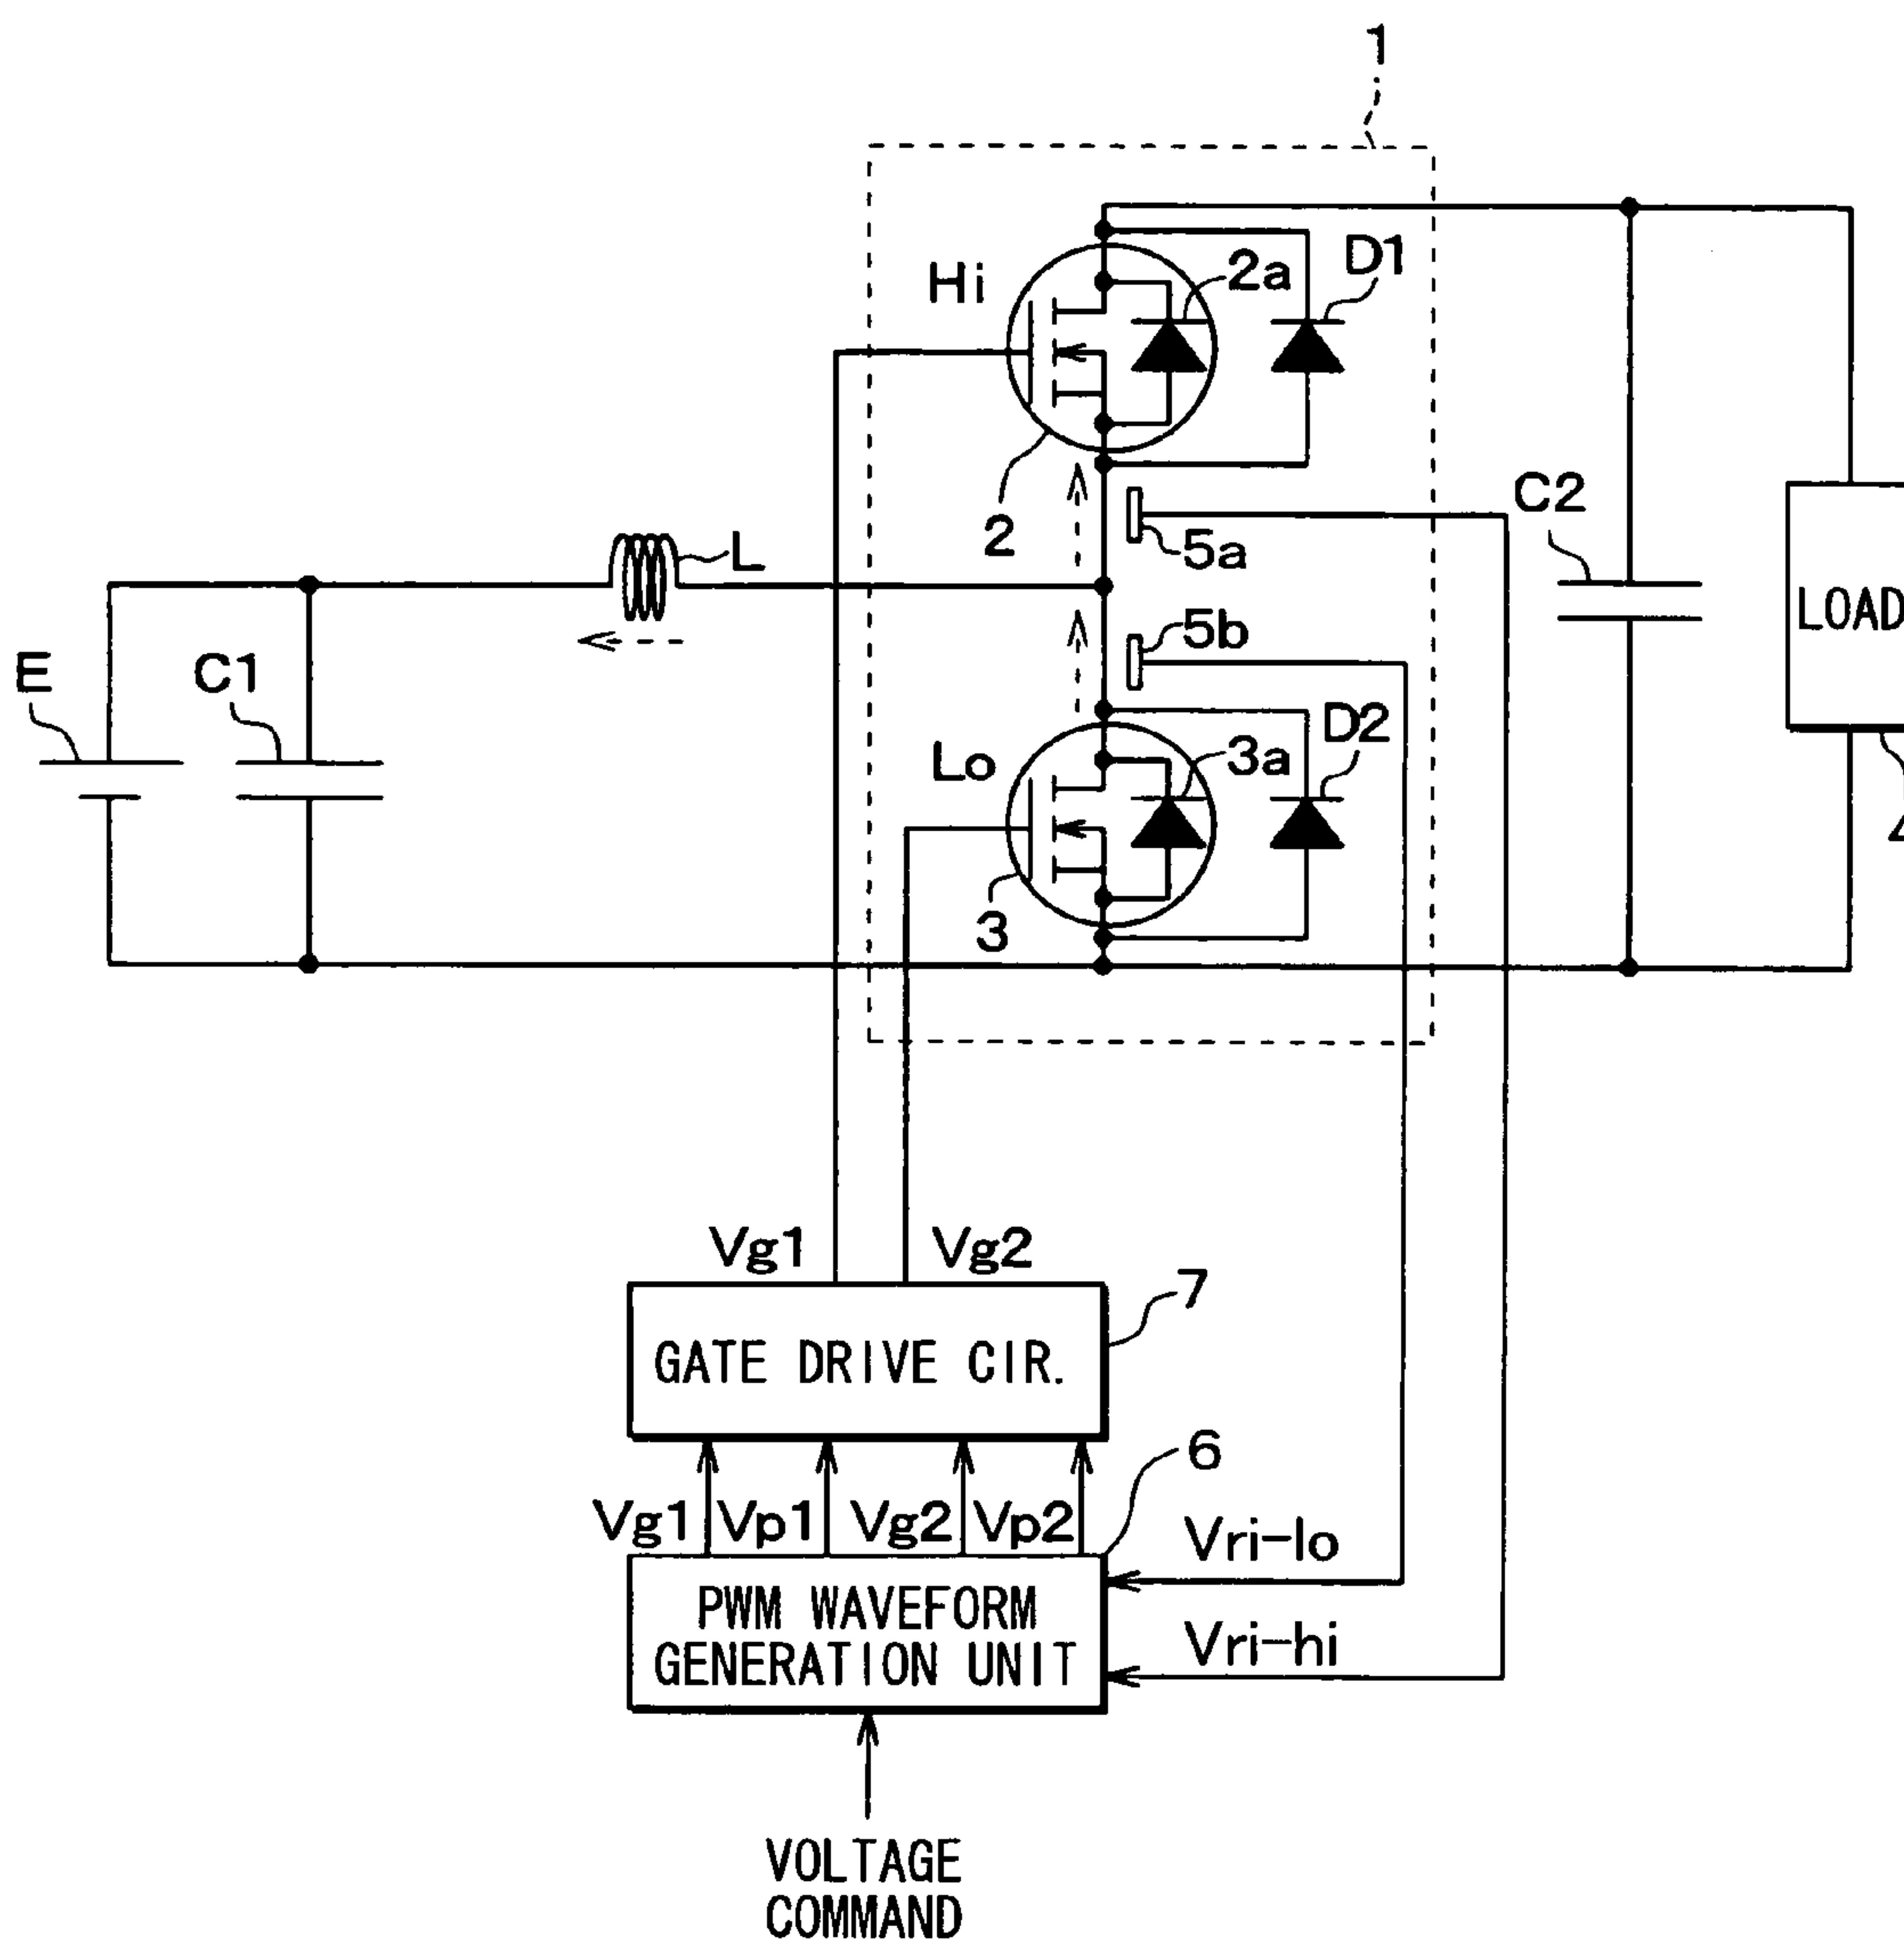 1
Hi
2a
D1
2
5a
C2
L
LOAD
5b
E
C1
D2
Lo
3a
4
3
Vg1
Vg2
7
GATE DRIVE CIR.
6
Vg1
Vp1
Vg2
Vp2
Vri-lo
PWM WAVEFORM
GENERATION UNIT
Vri-hi
VOLTAGE
COMMAND